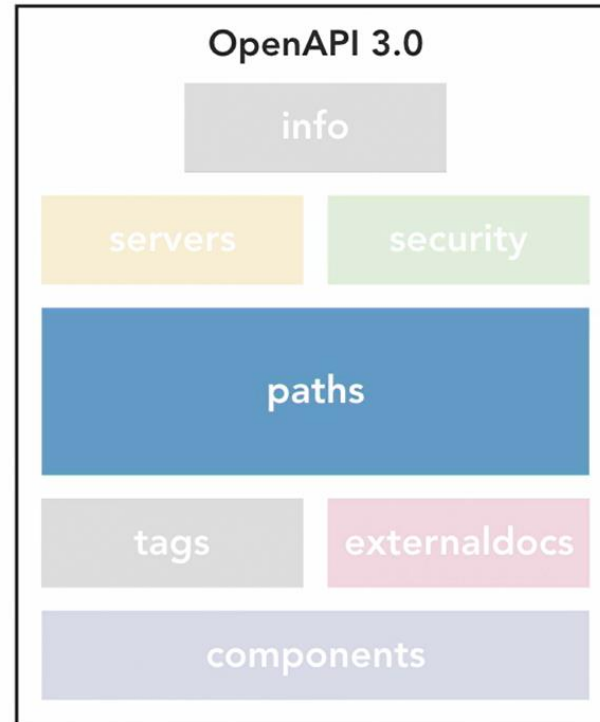 OpenAPI 3.0
info
servers
security
paths
tags
externaldocs
components